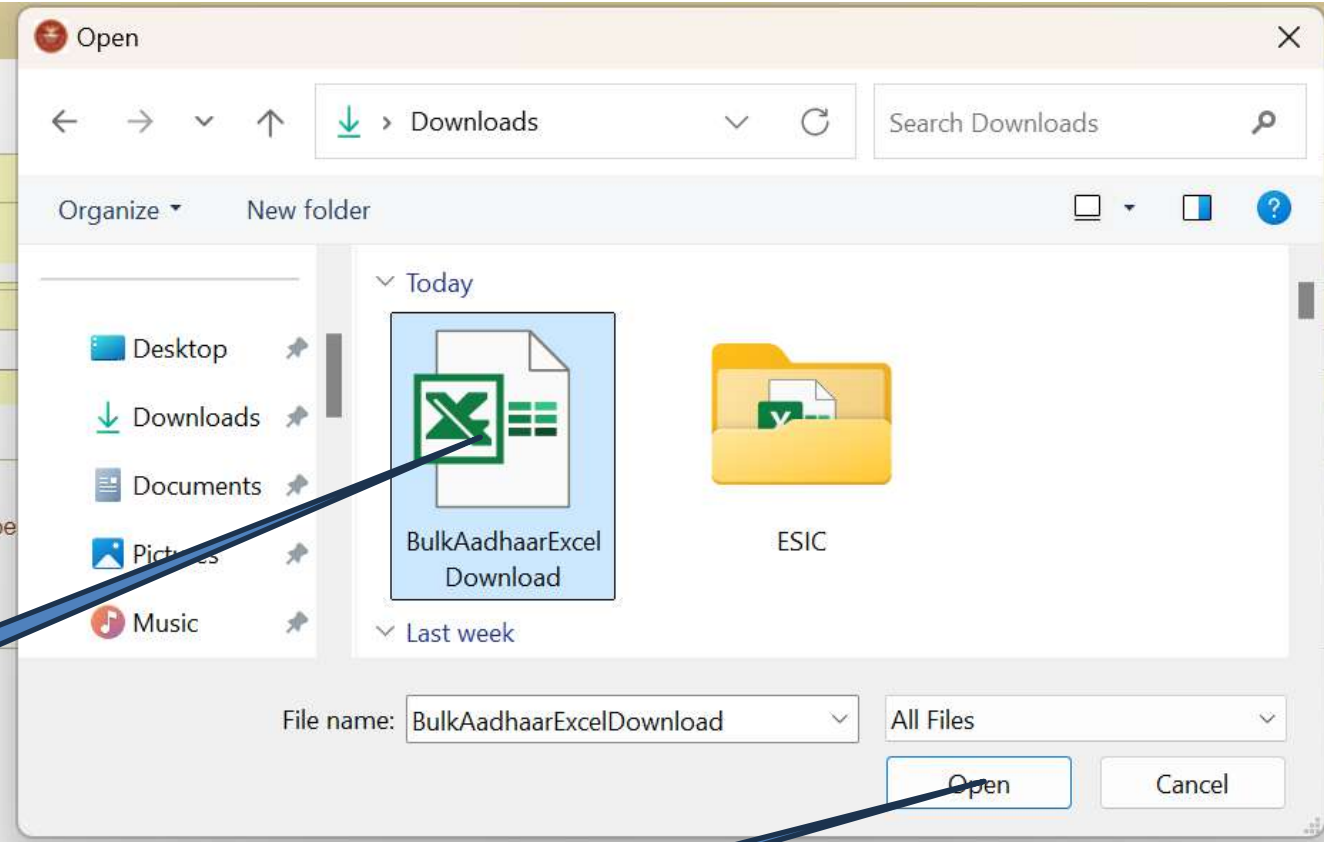 Open
Downloads
Search Downloads
Organize
New folder
Today
Desktop
Downloads
Documents
Pictures
Music
BulkAadhaarExcel
Download
ESIC
Last week
File name:
BulkAadhaarExcelDownload
All Files
Open
Cancel